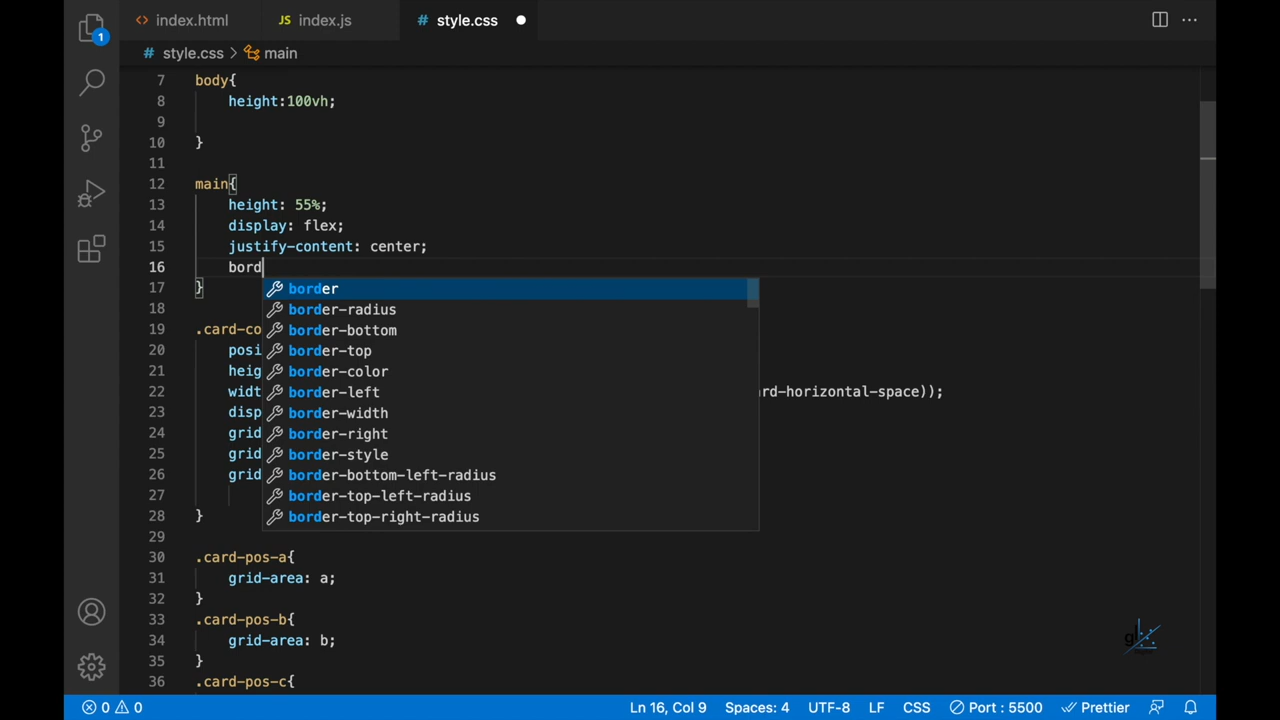 <> index.html JS index.js # style.css ●
# style.css > main
1
7 body{
8 height:100vh;
9
10 }
11
12 main{
13 height: 55%;
14 display: flex;
15 justify-content: center;
16 bord
17 }
18
19 .card-co
20 posi
21 heig
22 widt rd-horizontal-space));
23 disp
24 grid
25 grid
26 grid
27
28 }
29
30 .card-pos-a{
31 grid-area: a;
32 }
33 .card-pos-b{
34 grid-area: b;
35 }
36 .card-pos-c{
border
border-radius
border-bottom
border-top
border-color
border-left
border-width
border-right
border-style
border-bottom-left-radius
border-top-left-radius
border-top-right-radius
0 0 Ln 16, Col 9 Spaces: 4 UTF-8 LF CSS Port : 5500 Prettier